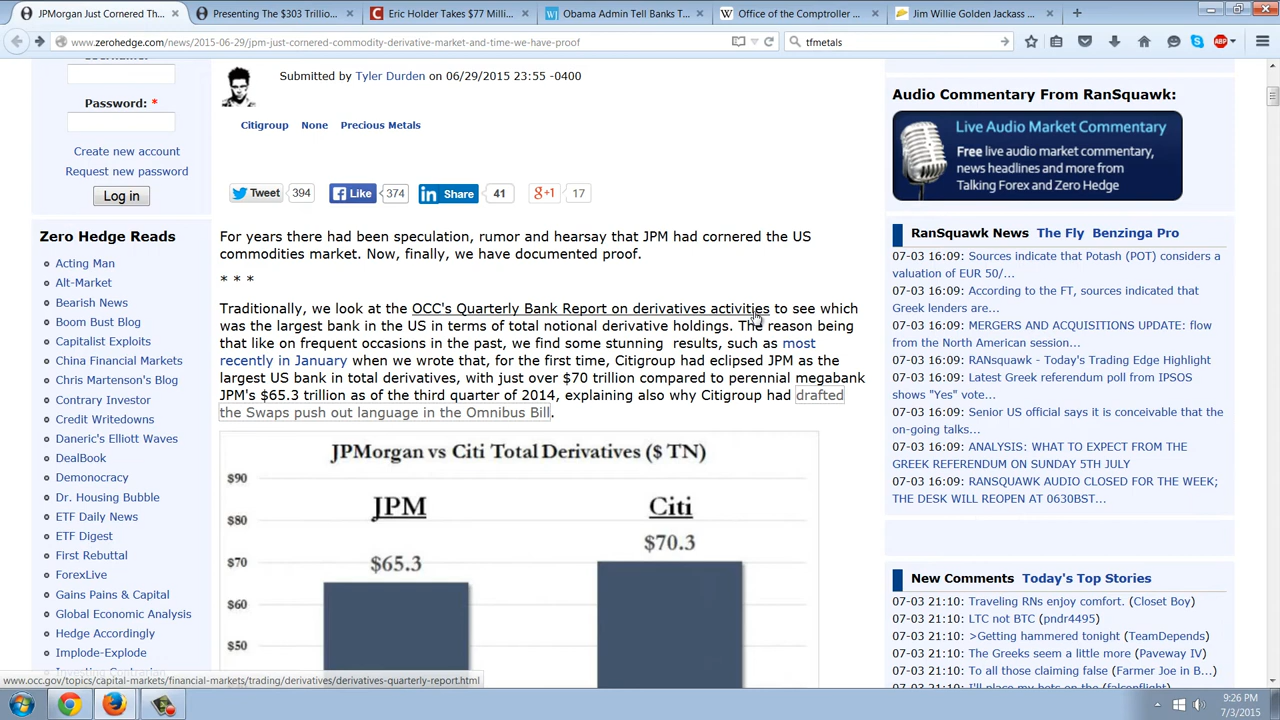 JPMorgan Just Cornered Th...
Presenting The $303 Trillio...
Eric Holder Takes $77 Million...
Obama Admin Tell Banks T...
Office of the Comptroller ...
Jim Willie Golden Jackass ...
www.zerohedge.com/news/2015-06-29/jpm-just-cornered-commodity-derivative-market-and-time-we-have-proof
tfmetals
ABP
Password: *
Create new account
Request new password
Log in
Zero Hedge Reads
Acting Man
Alt-Market
Bearish News
Boom Bust Blog
Capitalist Exploits
China Financial Markets
Chris Martenson's Blog
Contrary Investor
Credit Writedowns
Daneric's Elliott Waves
DealBook
Demonocracy
Dr. Housing Bubble
ETF Daily News
ETF Digest
First Rebuttal
ForexLive
Gains Pains & Capital
Global Economic Analysis
Hedge Accordingly
Implode-Explode
Submitted by Tyler Durden on 06/29/2015 23:55 -0400
Citigroup None Precious Metals
Tweet 394 Like 374 Share 41 g+1 17
For years there had been speculation, rumor and hearsay that JPM had cornered the US
commodities market. Now, finally, we have documented proof.
* * *
Traditionally, we look at the OCC's Quarterly Bank Report on derivatives activities to see which
was the largest bank in the US in terms of total notional derivative holdings. The reason being
that like on frequent occasions in the past, we find some stunning results, such as most
recently in January when we wrote that, for the first time, Citigroup had eclipsed JPM as the
largest US bank in total derivatives, with just over $70 trillion compared to perennial megabank
JPM's $65.3 trillion as of the third quarter of 2014, explaining also why Citigroup had drafted
the Swaps push out language in the Omnibus Bill.
JPMorgan vs Citi Total Derivatives ($ TN)
$90
JPM Citi
$80
$65.3 $70.3
$70
$60
$50
Audio Commentary From RanSquawk:
Live Audio Market Commentary
Free live audio market commentary,
news headlines and more from
Talking Forex and Zero Hedge
RanSquawk News The Fly Benzinga Pro
07-03 16:09: Sources indicate that Potash (POT) considers a
valuation of EUR 50/...
07-03 16:09: According to the FT, sources indicated that
Greek lenders are...
07-03 16:09: MERGERS AND ACQUISITIONS UPDATE: flow
from the North American session...
07-03 16:09: RANsquawk - Today's Trading Edge Highlight
07-03 16:09: Latest Greek referendum poll from IPSOS
shows "Yes" vote...
07-03 16:09: Senior US official says it is conceivable that the
on-going talks...
07-03 16:09: ANALYSIS: WHAT TO EXPECT FROM THE
GREEK REFERENDUM ON SUNDAY 5TH JULY
07-03 16:09: RANSQUAWK AUDIO CLOSED FOR THE WEEK;
THE DESK WILL REOPEN AT 0630BST...
New Comments Today's Top Stories
07-03 21:10: Traveling RNs enjoy comfort. (Closet Boy)
07-03 21:10: LTC not BTC (pndr4495)
07-03 21:10: >Getting hammered tonight (TeamDepends)
07-03 21:10: The Greeks seem a little more (Paveway IV)
07-03 21:10: To all those claiming false (Farmer Joe in B...)
www.occ.gov/topics/capital-markets/financial-markets/trading/derivatives/derivatives-quarterly-report.html
9:26 PM
7/3/2015